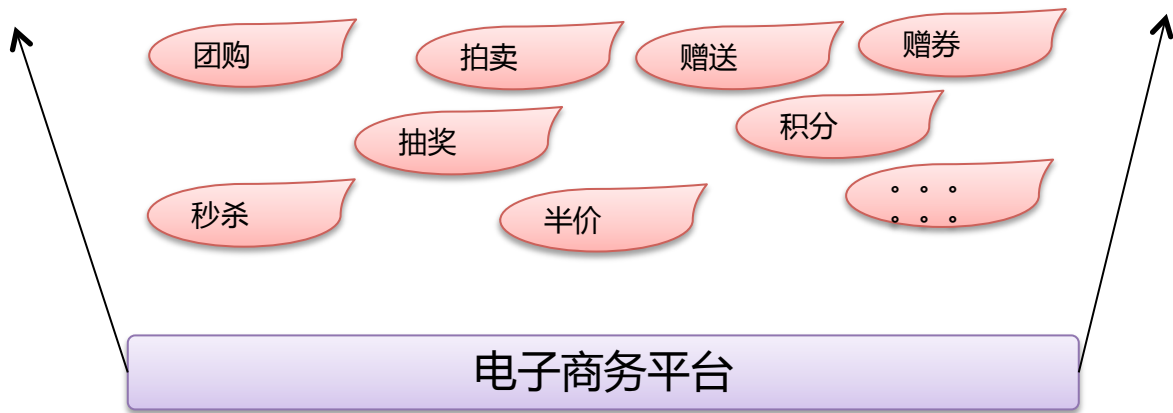 团购
拍卖
赠送
赠券
抽奖
积分
秒杀
半价
。。。
。。。
电子商务平台